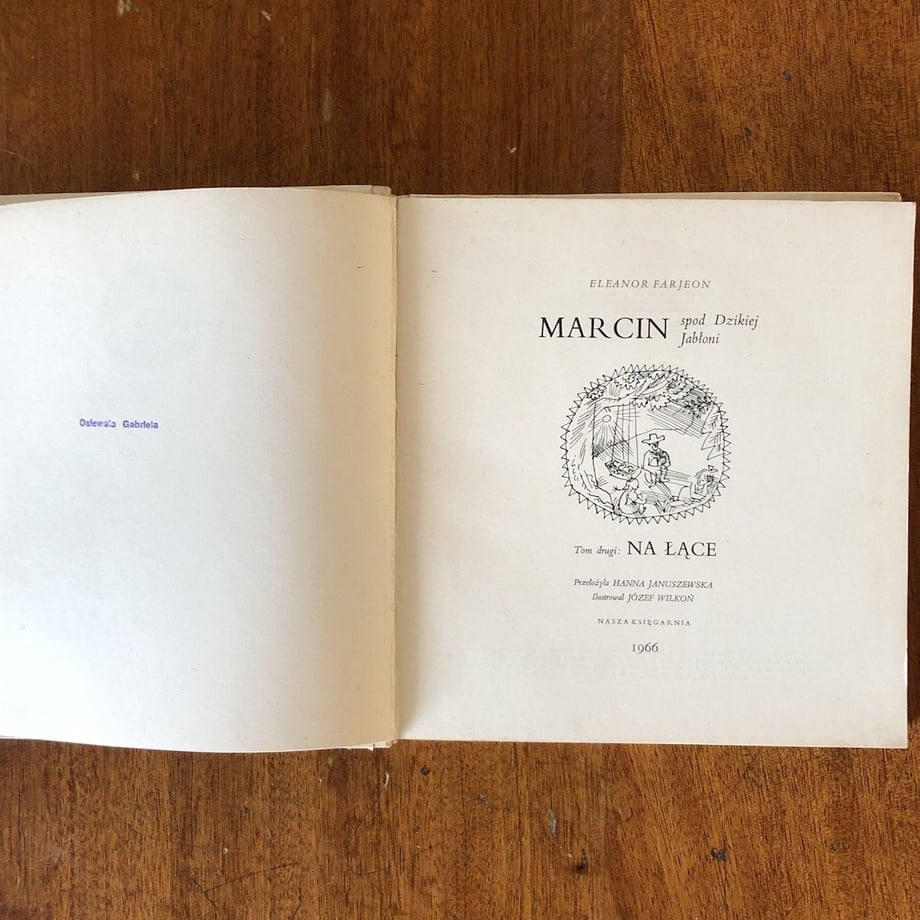 Osiewala Gabriela
ELEANOR FARJEON
MARCIN spod Dzikiej
Jabłoni
Tom drugi: NA ŁĄCE
Przełożyła HANNA JANUSZEWSKA
Ilustrował JÓZEF WILKOŃ
NASZA KSIĘGARNIA
1966